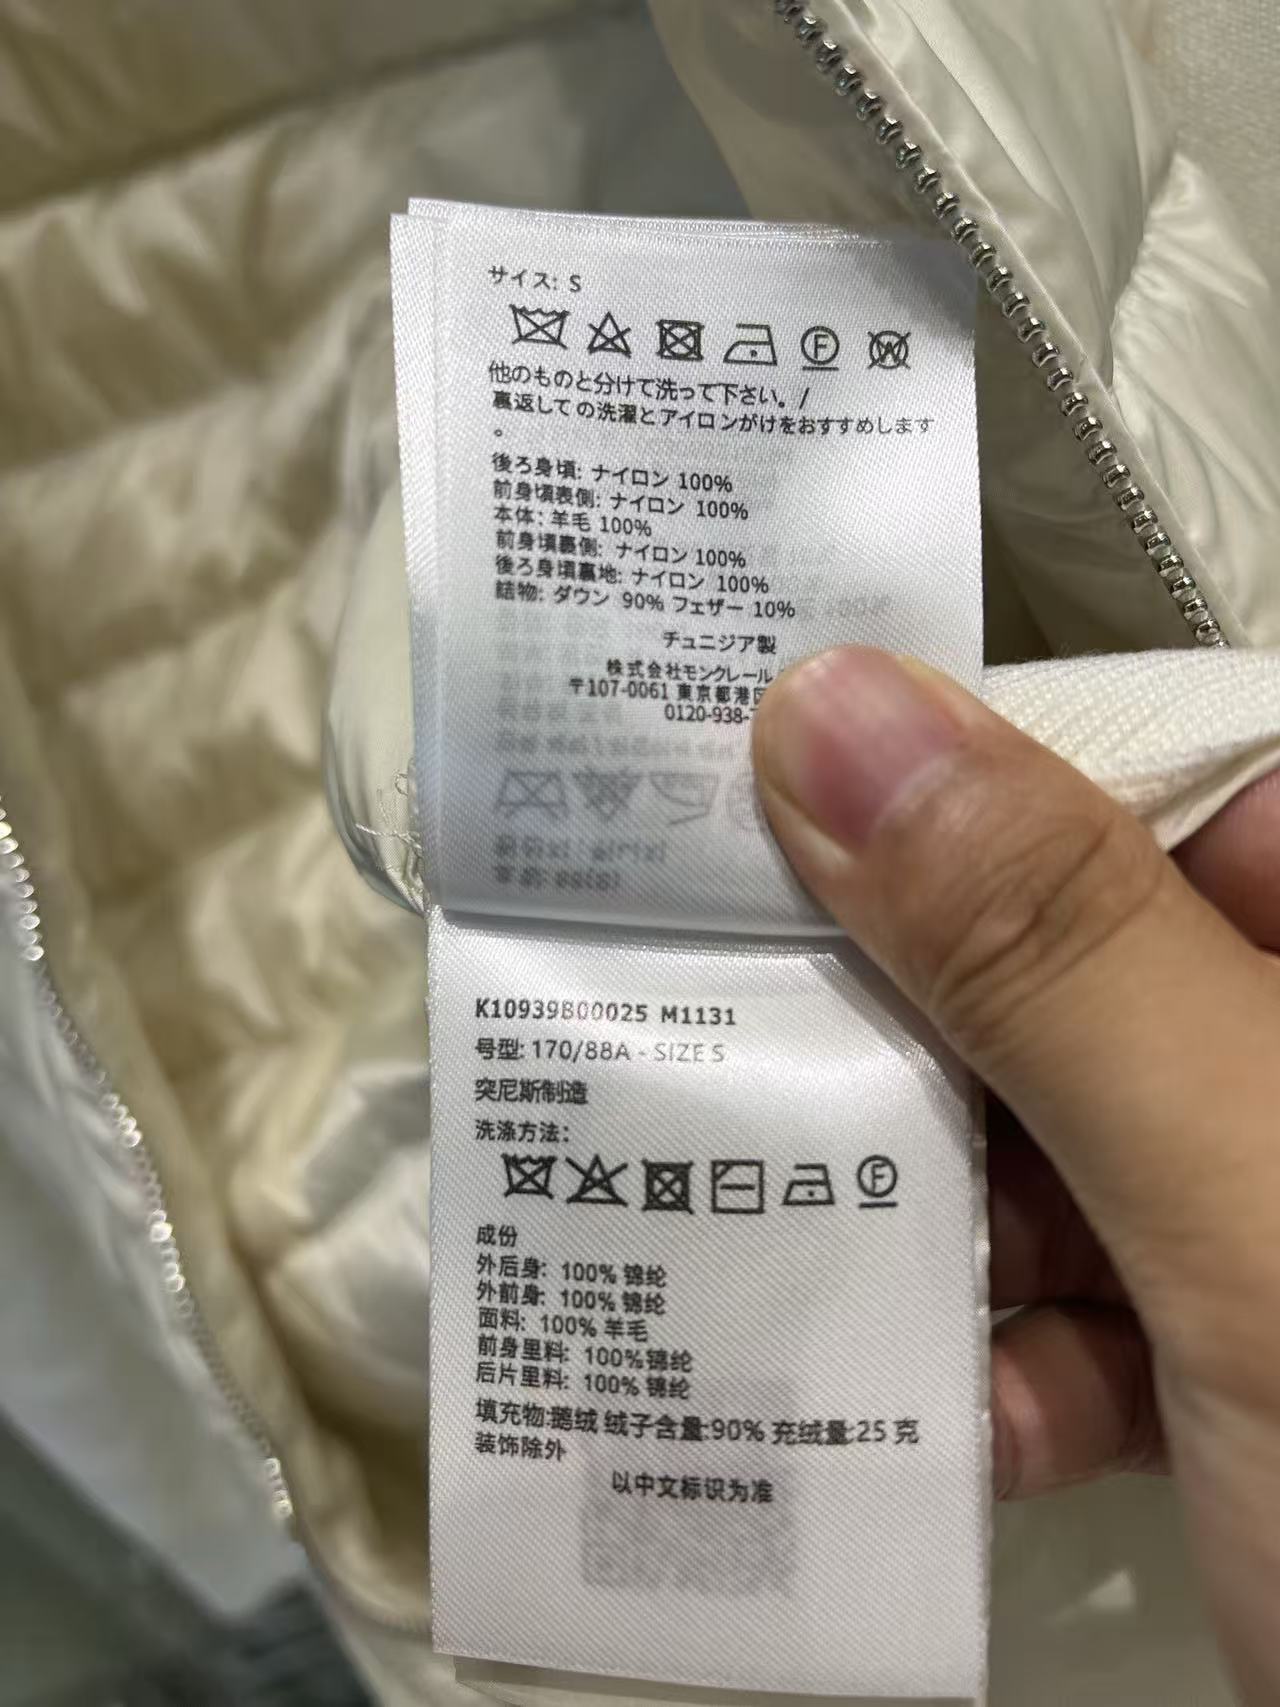 サイズ: S
他のものと分けて洗って下さい。/
裏返しての洗濯とアイロンがけをおすすめします
。
後ろ身頃: ナイロン 100%
前身頃表側: ナイロン 100%
本体: 羊毛 100%
前身頃裏側: ナイロン 100%
後ろ身頃裏地: ナイロン 100%
詰物: ダウン 90% フェザー 10%
チュニジア製
株式会社モンクレール
〒107-0061 東京都港区
0120-938-
K10939B00025 M1131
号型: 170/88A - SIZE S
突尼斯制造
洗涤方法:
成份
外后身: 100% 锦纶
外前身: 100% 锦纶
面料: 100% 羊毛
前身里料: 100% 锦纶
后片里料: 100% 锦纶
填充物:鹅绒 绒子含量:90% 充绒量:25 克
装饰除外
以中文标识为准